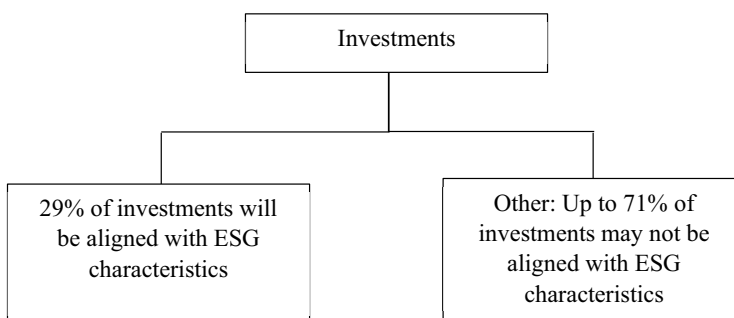 Investments
29% of investments will
be aligned with ESG
characteristics
Other: Up to 71% of
investments may not be
aligned with ESG
characteristics